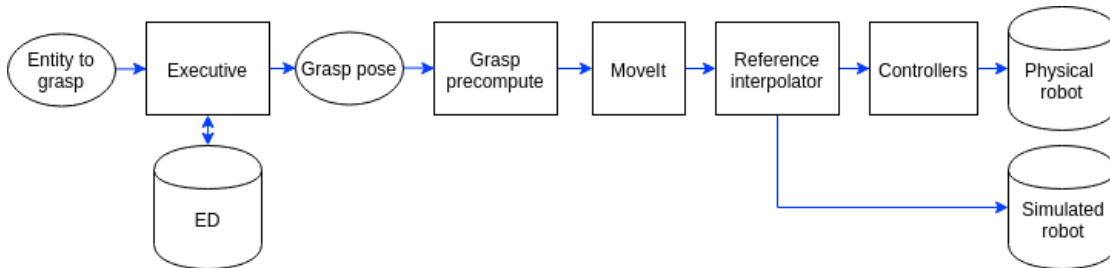 Entity to
grasp
Executive
Grasp pose
Grasp
precompute
MoveIt
Reference
interpolator
Controllers
Physical
robot
ED
Simulated
robot